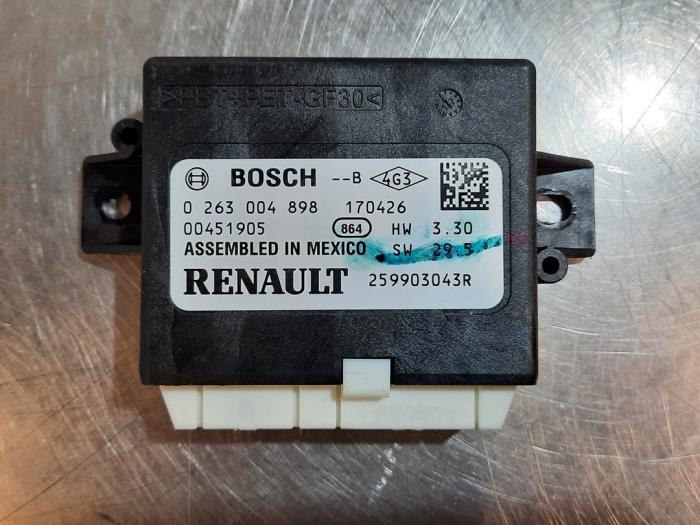 >PBT+PET-GF30<
BOSCH --B 4G3
0 263 004 898 170426
00451905 864 HW 3.30
ASSEMBLED IN MEXICO SW 29.5
RENAULT 259903043R